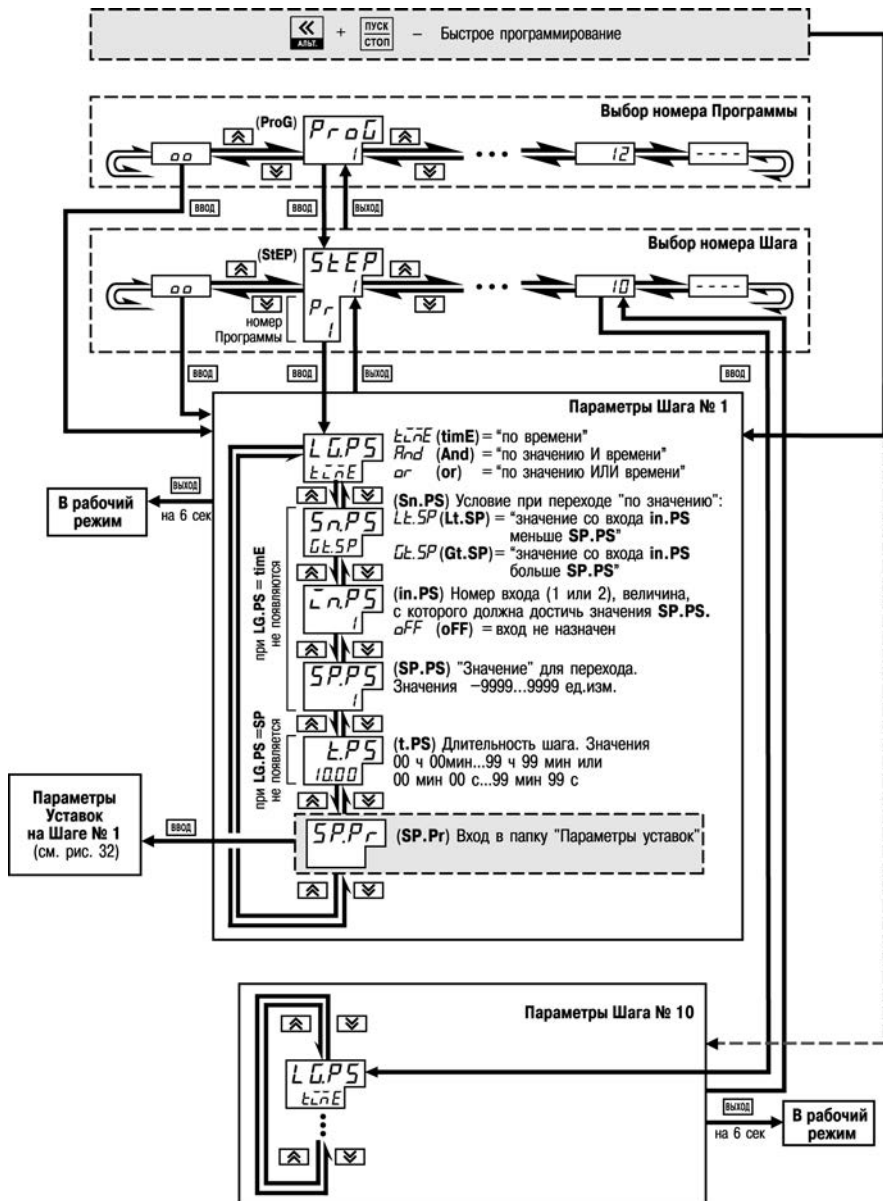 « АЛЬТ. + ПУСК СТОП – Быстрое программирование
Выбор номера Программы
(ProG) ProG
oo 1 ••• 12 ----
ВВОД ВВОД ВЫХОД
Выбор номера Шага
(StEP) StEP
oo 1 ••• 10 ----
номер Программы
Pr 1
ВВОД ВВОД ВЫХОД ВВОД
Параметры Шага № 1
LG.PS
timE
timE (timE) = "по времени"
And (And) = "по значению И времени"
or (or) = "по значению ИЛИ времени"
ВЫХОД
на 6 сек
В рабочий
режим
при LG.PS = timE
не появляются
Sn.PS
Gt.SP
(Sn.PS) Условие при переходе "по значению":
Lt.SP (Lt.SP) = "значение со входа in.PS
меньше SP.PS"
Gt.SP (Gt.SP) = "значение со входа in.PS
больше SP.PS"
in.PS
1
(in.PS) Номер входа (1 или 2), величина,
с которого должна достичь значения SP.PS.
oFF (oFF) = вход не назначен
SP.PS
1
(SP.PS) "Значение" для перехода.
Значения –9999...9999 ед.изм.
при LG.PS =SP
не появляется
t.PS
10.00
(t.PS) Длительность шага. Значения
00 ч 00мин...99 ч 99 мин или
00 мин 00 с...99 мин 99 с
Параметры
Уставок
на Шаге № 1
(см. рис. 32)
ВВОД
SP.Pr
(SP.Pr) Вход в папку "Параметры уставок"
Параметры Шага № 10
LG.PS
timE
ВЫХОД
на 6 сек
В рабочий
режим